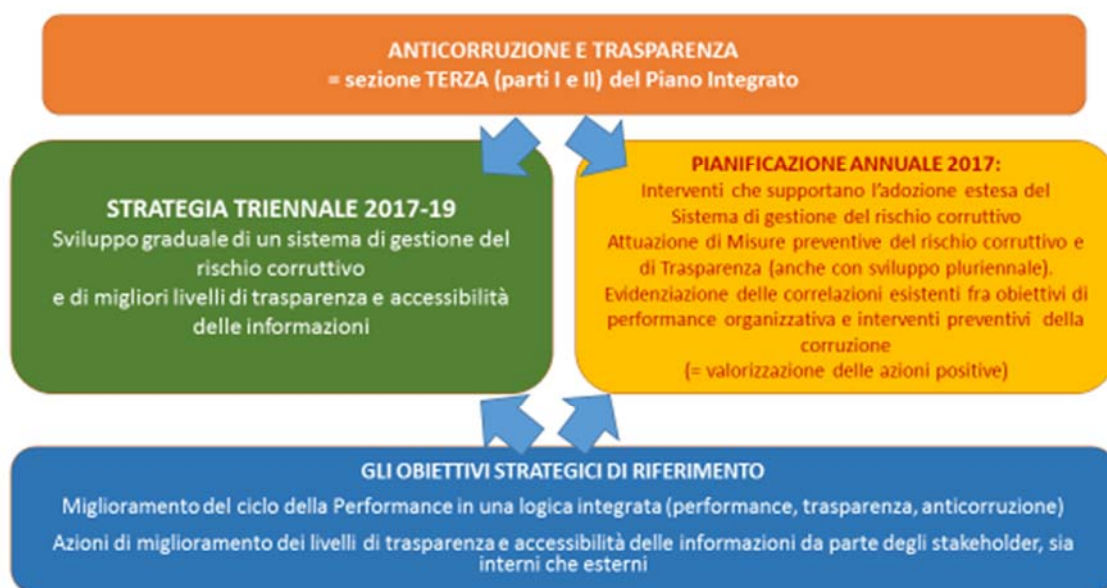 ANTICORRUZIONE E TRASPARENZA
= sezione TERZA (parti I e II) del Piano Integrato
STRATEGIA TRIENNALE 2017-19
Sviluppo graduale di un sistema di gestione del
rischio corruttivo
e di migliori livelli di trasparenza e accessibilità
delle informazioni
PIANIFICAZIONE ANNUALE 2017:
Interventi che supportano l'adozione estesa del
Sistema di gestione del rischio corruttivo
Attuazione di Misure preventive del rischio corruttivo e
di Trasparenza (anche con sviluppo pluriennale).
Evidenziazione delle correlazioni esistenti fra obiettivi di
performance organizzativa e interventi preventivi della
corruzione
(= valorizzazione delle azioni positive)
GLI OBIETTIVI STRATEGICI DI RIFERIMENTO
Miglioramento del ciclo della Performance in una logica integrata (performance, trasparenza, anticorruzione)
Azioni di miglioramento dei livelli di trasparenza e accessibilità delle informazioni da parte degli stakeholder, sia
interni che esterni